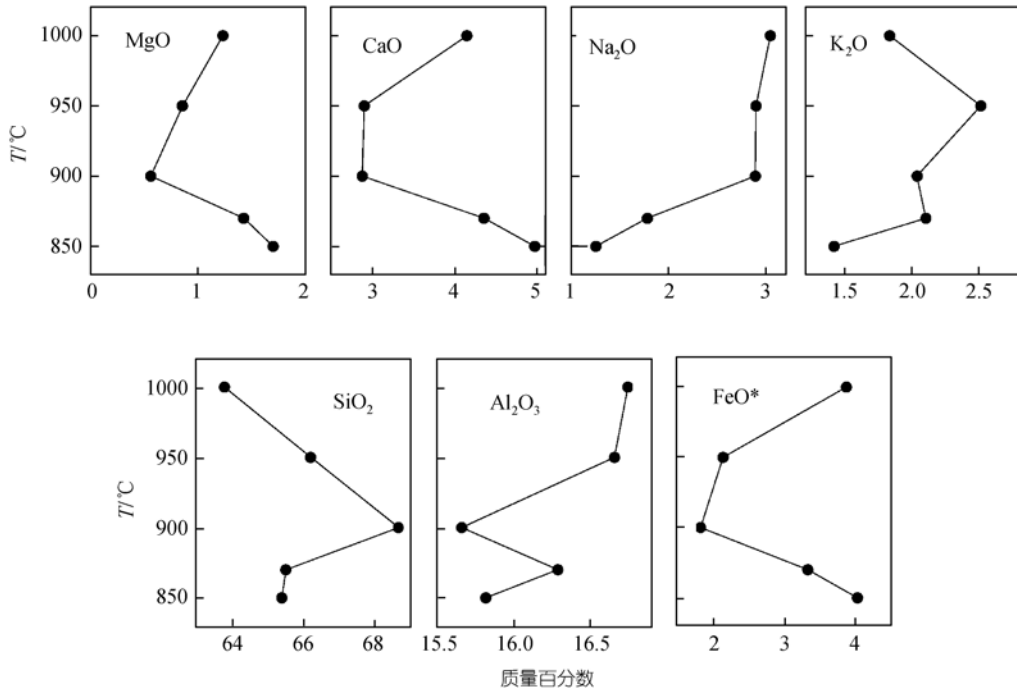 MgO
CaO
Na₂O
K₂O
T/℃
1000
950
900
850
0 1 2
3 4 5
1 2 3
1.5 2.0 2.5
SiO₂
Al₂O₃
FeO*
T/℃
1000
950
900
850
64 66 68
15.5 16.0 16.5
2 3 4
质量百分数